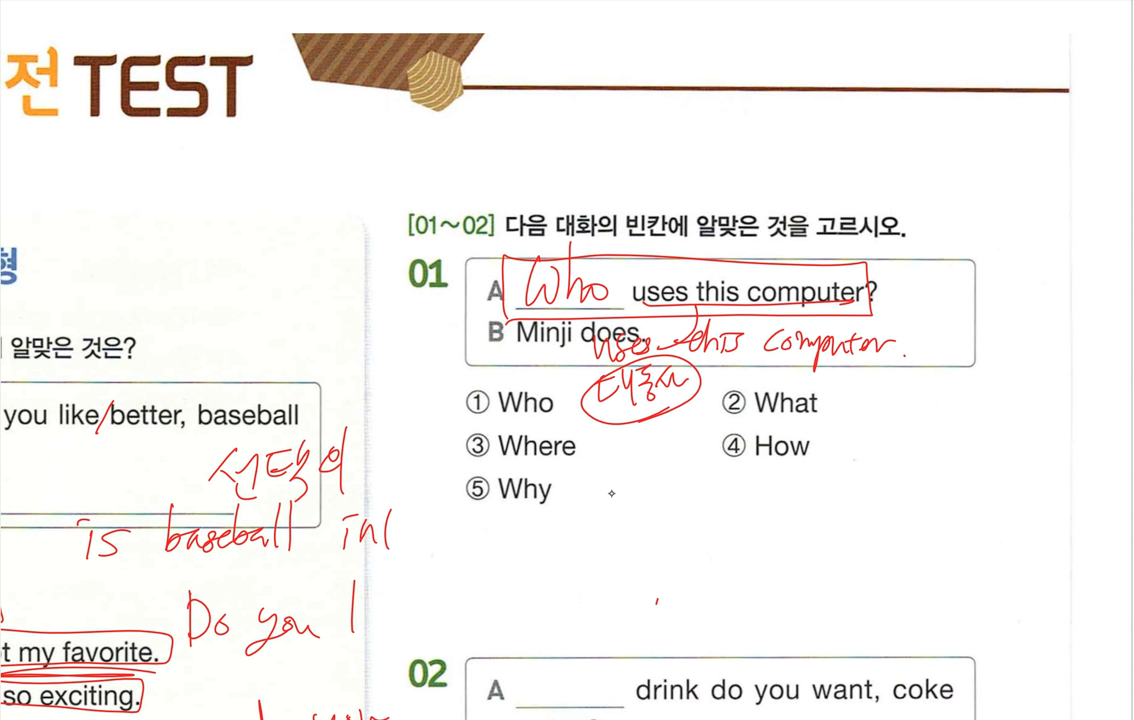 전 TEST
형
알맞은 것은?
you like/better, baseball
선택의
is baseball
Do you
t my favorite.
so exciting.
[01~02] 다음 대화의 빈칸에 알맞은 것을 고르시오.
01
A Who uses this computer?
B Minji does.
uses this computer.
대동사
① Who ② What
③ Where ④ How
⑤ Why
02
A ______ drink do you want, coke